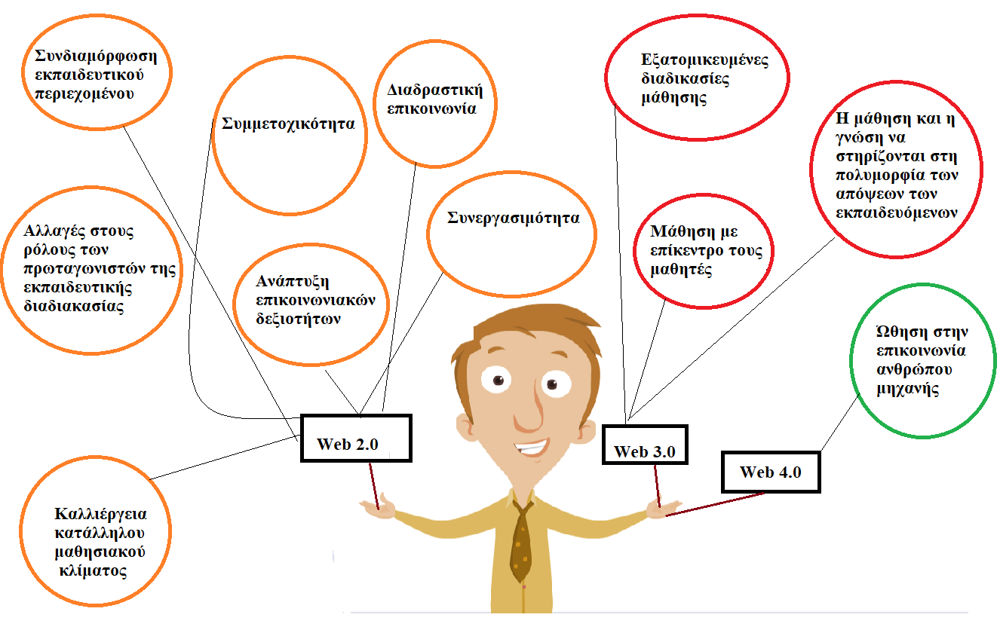 Συνδιαμόρφωση
εκπαιδευτικού
περιεχομένου
Συμμετοχικότητα
Διαδραστική
επικοινωνία
Εξατομικευμένες
διαδικασίες
μάθησης
Η μάθηση και η
γνώση να
στηρίζονται στη
πολυμορφία των
απόψεων των
εκπαιδευόμενων
Αλλαγές στους
ρόλους των
πρωταγωνιστών της
εκπαιδευτικής
διαδιακασίας
Ανάπτυξη
επικοινωνιακών
δεξιοτήτων
Συνεργασιμότητα
Μάθηση με
επίκεντρο τους
μαθητές
Ώθηση στην
επικοινωνία
ανθρώπου
μηχανής
Web 2.0
Web 3.0
Web 4.0
Καλλιέργεια
κατάλληλου
μαθησιακού
κλίματος